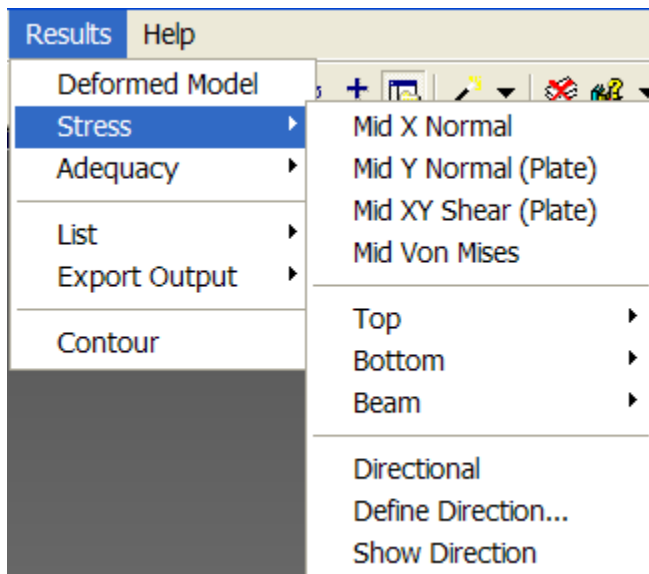 Results Help
Deformed Model
Stress
Adequacy
List
Export Output
Contour
Mid X Normal
Mid Y Normal (Plate)
Mid XY Shear (Plate)
Mid Von Mises
Top
Bottom
Beam
Directional
Define Direction...
Show Direction